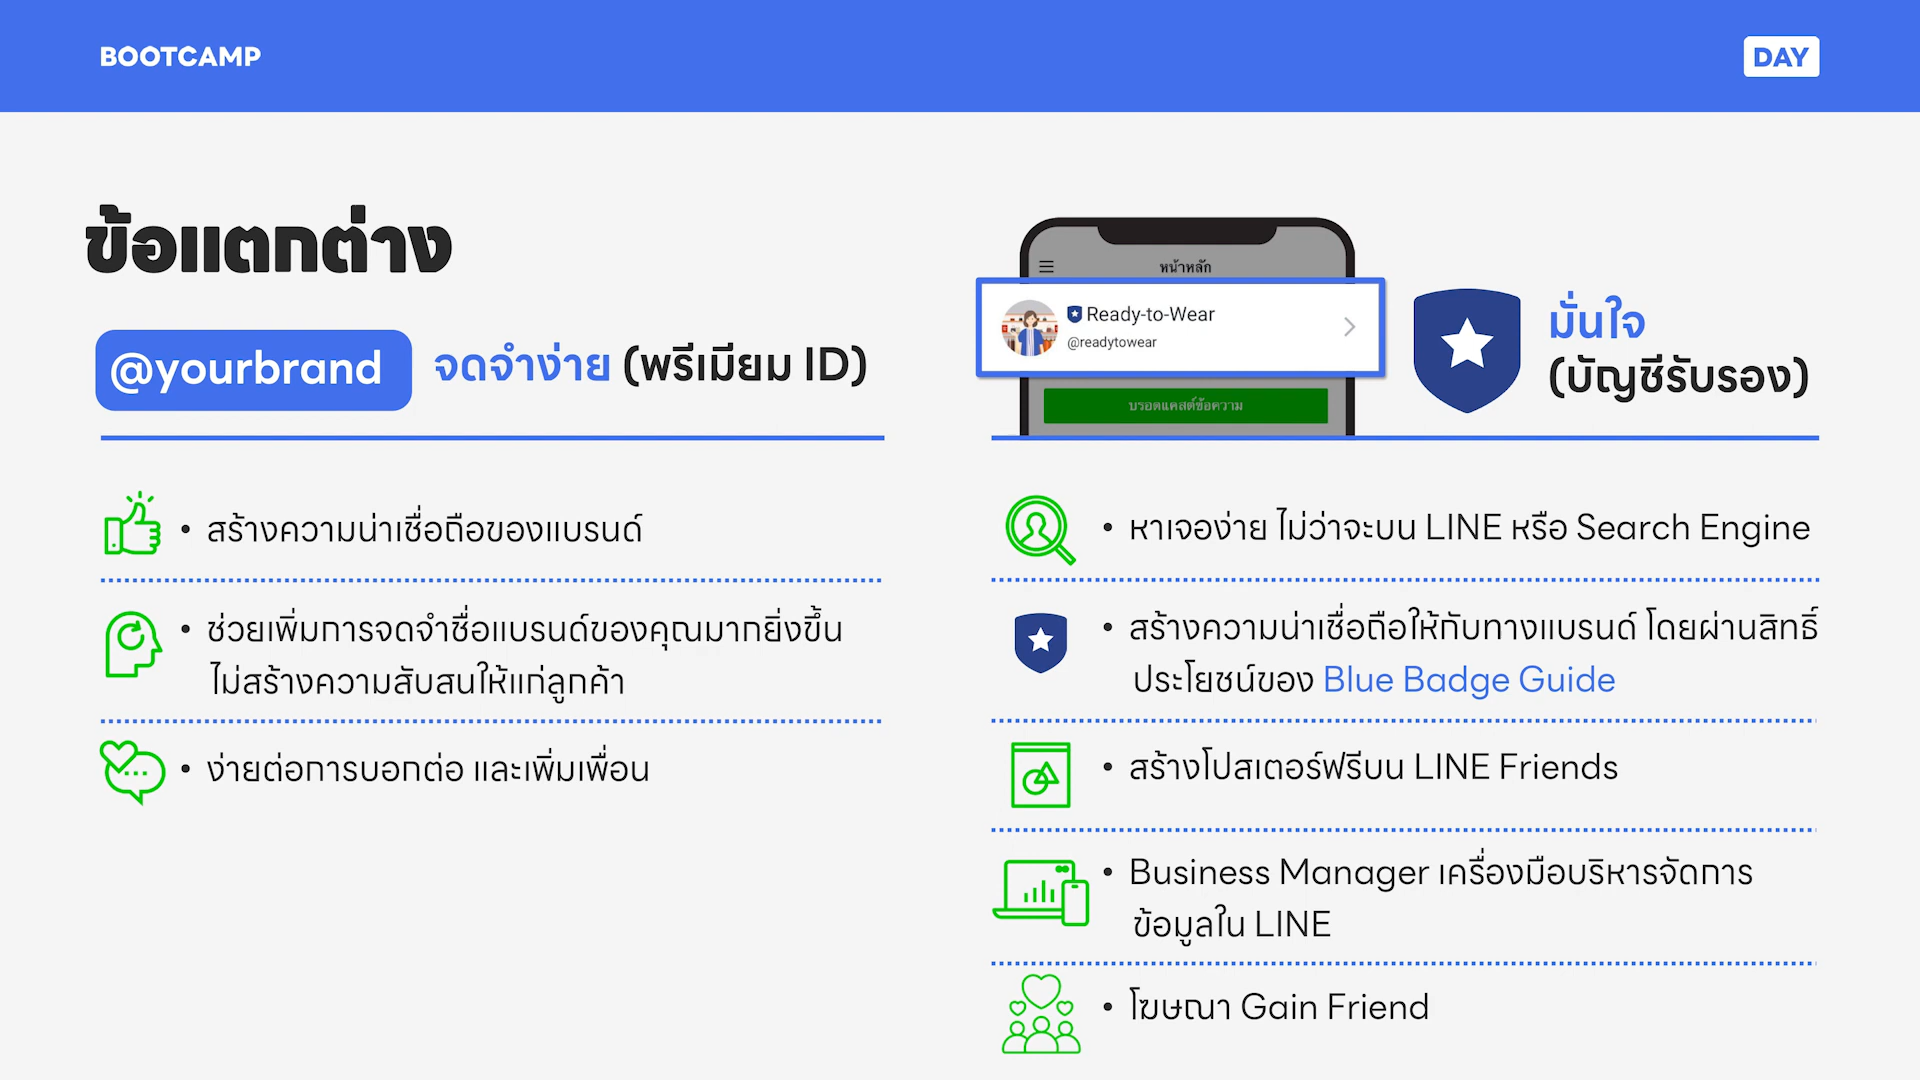 BOOTCAMP
DAY
ข้อแตกต่าง
@yourbrand จดจำง่าย (พรีเมียม ID)
• สร้างความน่าเชื่อถือของแบรนด์
• ช่วยเพิ่มการจดจำชื่อแบรนด์ของคุณมากยิ่งขึ้น
ไม่สร้างความสับสนให้แก่ลูกค้า
• ง่ายต่อการบอกต่อ และเพิ่มเพื่อน
หน้าหลัก
Ready-to-Wear
@readytowear
บรอดแคสต์ข้อความ
มั่นใจ
(บัญชีรับรอง)
• หาเจอง่าย ไม่ว่าจะบน LINE หรือ Search Engine
• สร้างความน่าเชื่อถือให้กับทางแบรนด์ โดยผ่านสิทธิ์
ประโยชน์ของ Blue Badge Guide
• สร้างโปสเตอร์ฟรีบน LINE Friends
• Business Manager เครื่องมือบริหารจัดการ
ข้อมูลใน LINE
• โฆษณา Gain Friend